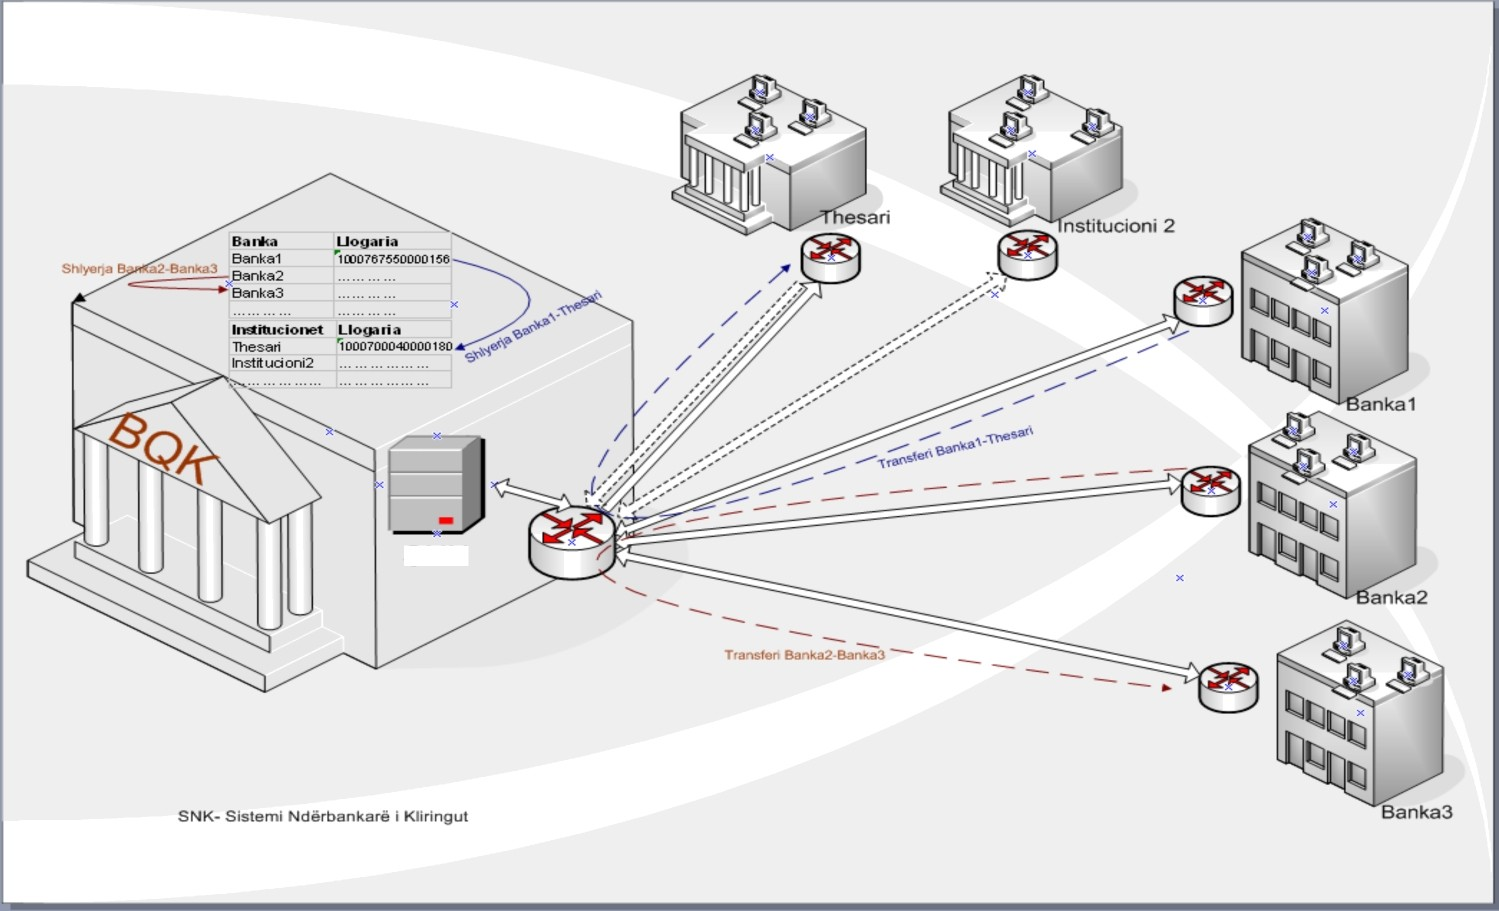 Thesari
Institucioni 2
Banka Llogaria
Banka1 1000767550000156
Banka2 ... ... ...
Banka3 ... ... ...
... ... ... ...
Institucionet Llogaria
Thesari 1000700040000180
Institucioni2 ... ... ... ... ...
... ... ... ... ... ... ... ... ... ...
Shlyerja Banka2-Banka3
Shlyerja Banka1-Thesari
BQK
Banka1
Transferi Banka1-Thesari
Banka2
Transferi Banka2-Banka3
Banka3
SNK- Sistemi Ndërbankarë i Kliringut